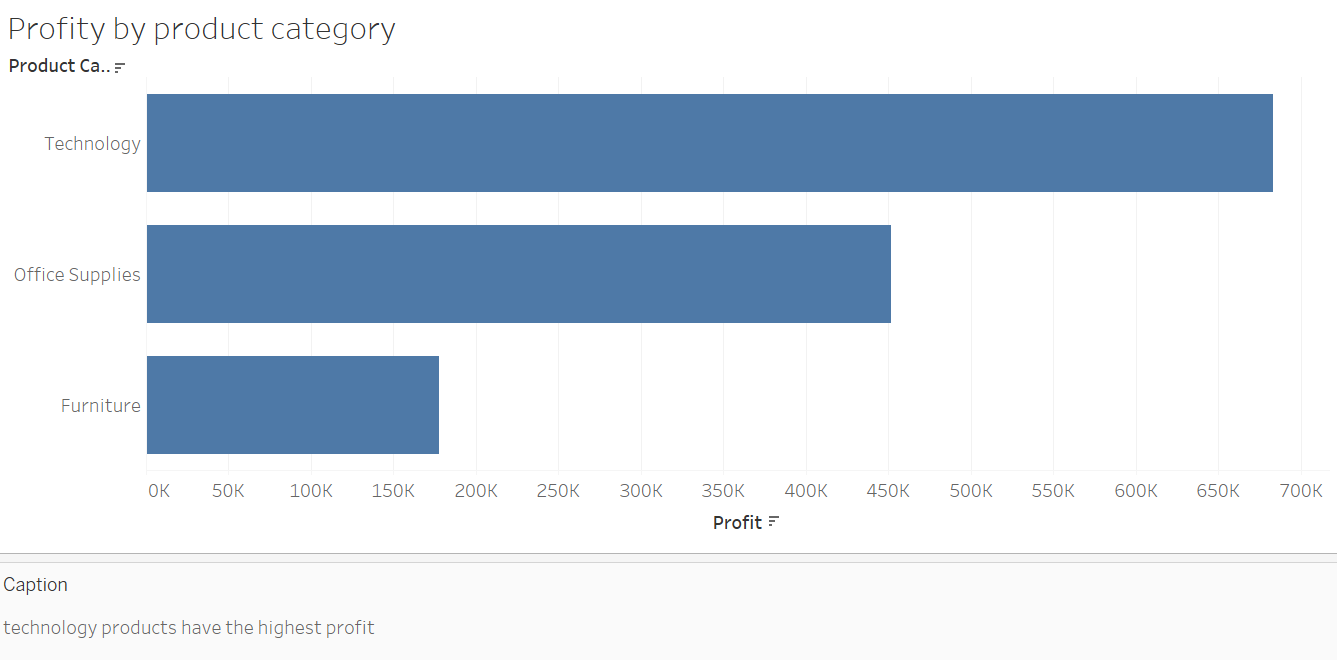 Profity by product category
Product Ca..
Technology
Office Supplies
Furniture
0K 50K 100K 150K 200K 250K 300K 350K 400K 450K 500K 550K 600K 650K 700K
Profit
Caption
technology products have the highest profit